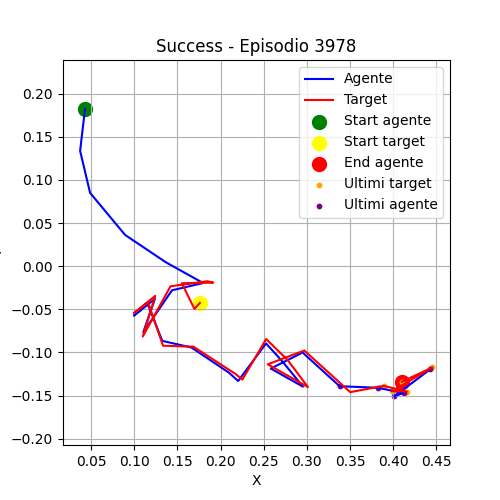 Success - Episodio 3978
Agente
Target
Start agente
Start target
End agente
Ultimi target
Ultimi agente
0.20
0.15
0.10
0.05
0.00
−0.05
−0.10
−0.15
−0.20
0.05 0.10 0.15 0.20 0.25 0.30 0.35 0.40 0.45
X